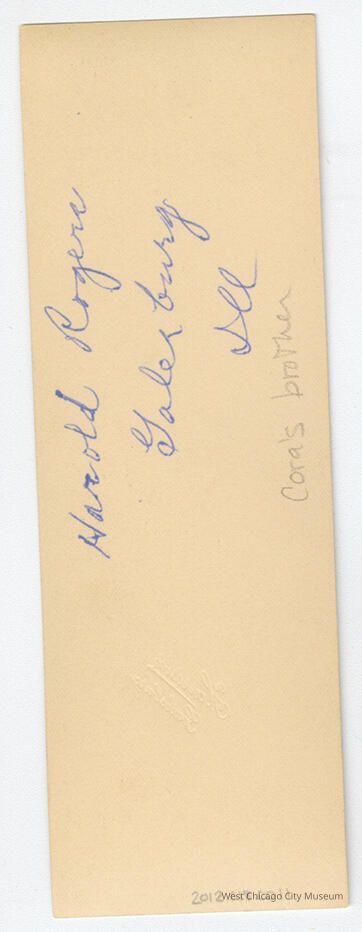 Harold Rogers
Galesburg
Ill
Cora's brother
West Chicago City Museum